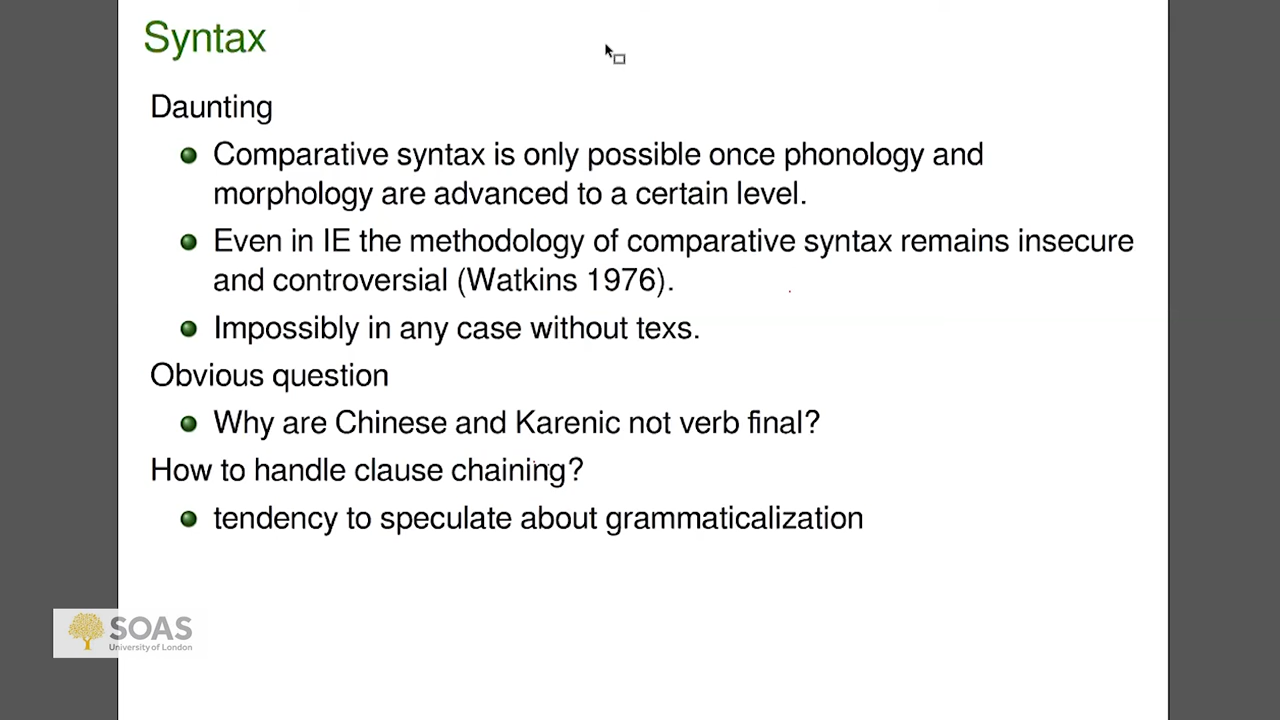 Syntax
Daunting
Comparative syntax is only possible once phonology and
morphology are advanced to a certain level.
Even in IE the methodology of comparative syntax remains insecure
and controversial (Watkins 1976).
Impossibly in any case without texs.
Obvious question
Why are Chinese and Karenic not verb final?
How to handle clause chaining?
tendency to speculate about grammaticalization
SOAS
University of London